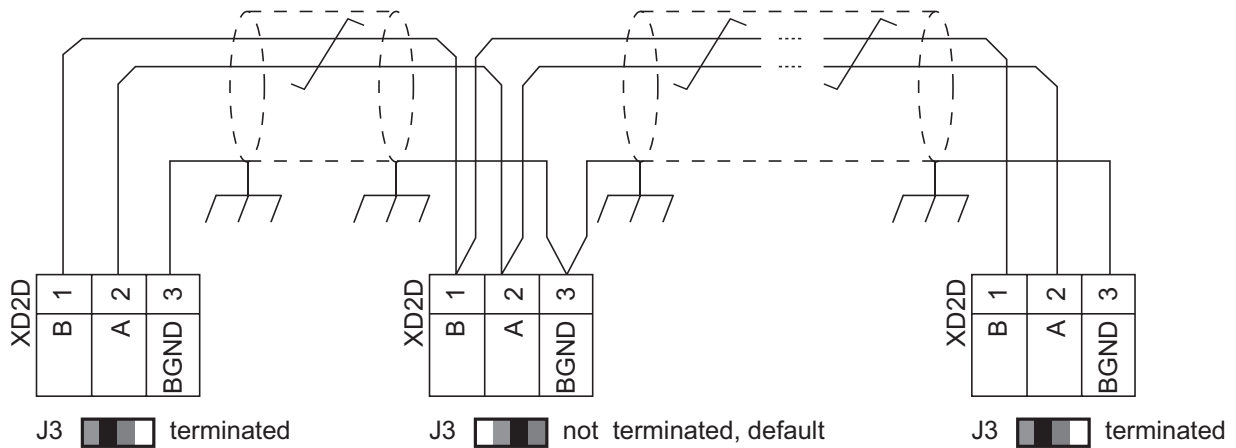 XD2D
1 2 3
B A BGND
XD2D
1 2 3
B A BGND
XD2D
1 2 3
B A BGND
J3 terminated
J3 not terminated, default
J3 terminated